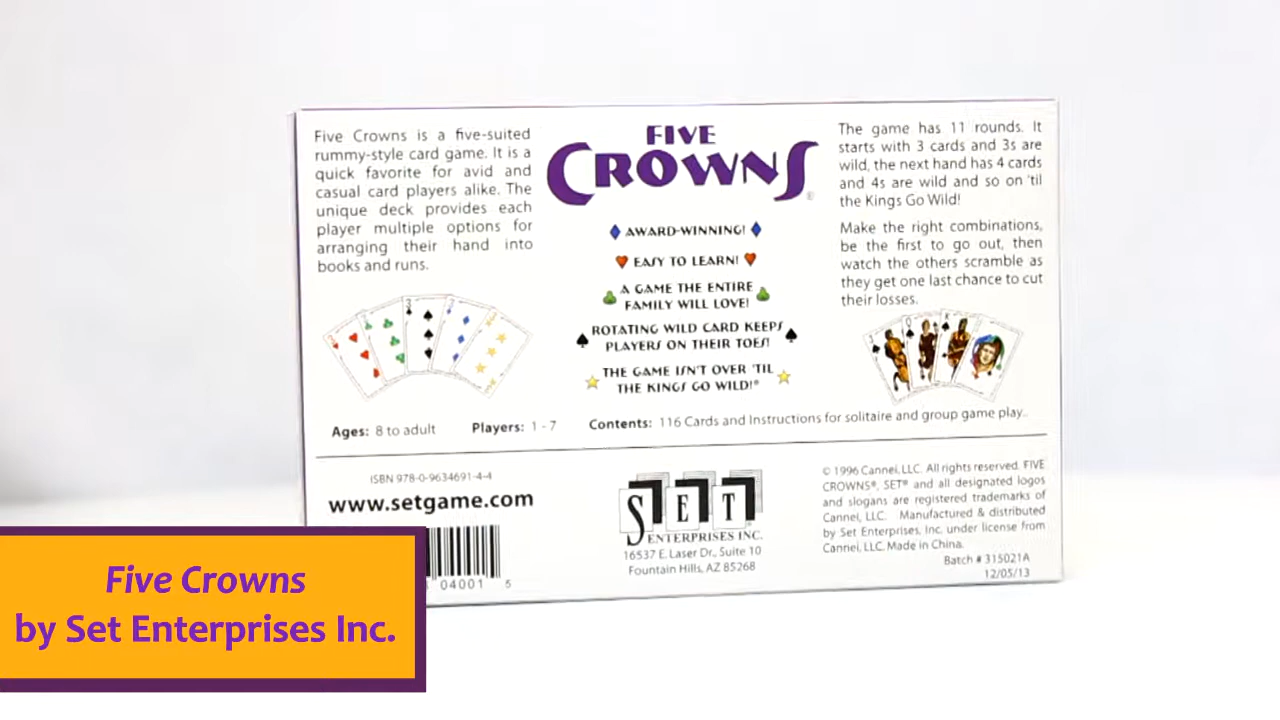 Five Crowns is a five-suited
rummy-style card game. It is a
quick favorite for avid and
casual card players alike. The
unique deck provides each
player multiple options for
arranging their hand into
books and runs.
FIVE
CROWNS®
AWARD-WINNING!
EASY TO LEARN!
A GAME THE ENTIRE
FAMILY WILL LOVE!
ROTATING WILD CARD KEEPS
PLAYERS ON THEIR TOES!
THE GAME ISN'T OVER 'TIL
THE KINGS GO WILD!®
The game has 11 rounds. It
starts with 3 cards and 3s are
wild, the next hand has 4 cards
and 4s are wild and so on 'til
the Kings Go Wild!
Make the right combinations,
be the first to go out, then
watch the others scramble as
they get one last chance to cut
their losses.
Ages: 8 to adult Players: 1 - 7 Contents: 116 Cards and Instructions for solitaire and group game play.
ISBN 978-0-9634691-4-4
www.setgame.com
04001 5
SET
ENTERPRISES INC.
16537 E. Laser Dr., Suite 10
Fountain Hills, AZ 85268
© 1996 Cannei, LLC. All rights reserved. FIVE
CROWNS®, SET® and all designated logos
and slogans are registered trademarks of
Cannei, LLC. Manufactured & distributed
by Set Enterprises, Inc. under license from
Cannei, LLC. Made in China.
Batch # 315021A
12/05/13
Five Crowns
by Set Enterprises Inc.